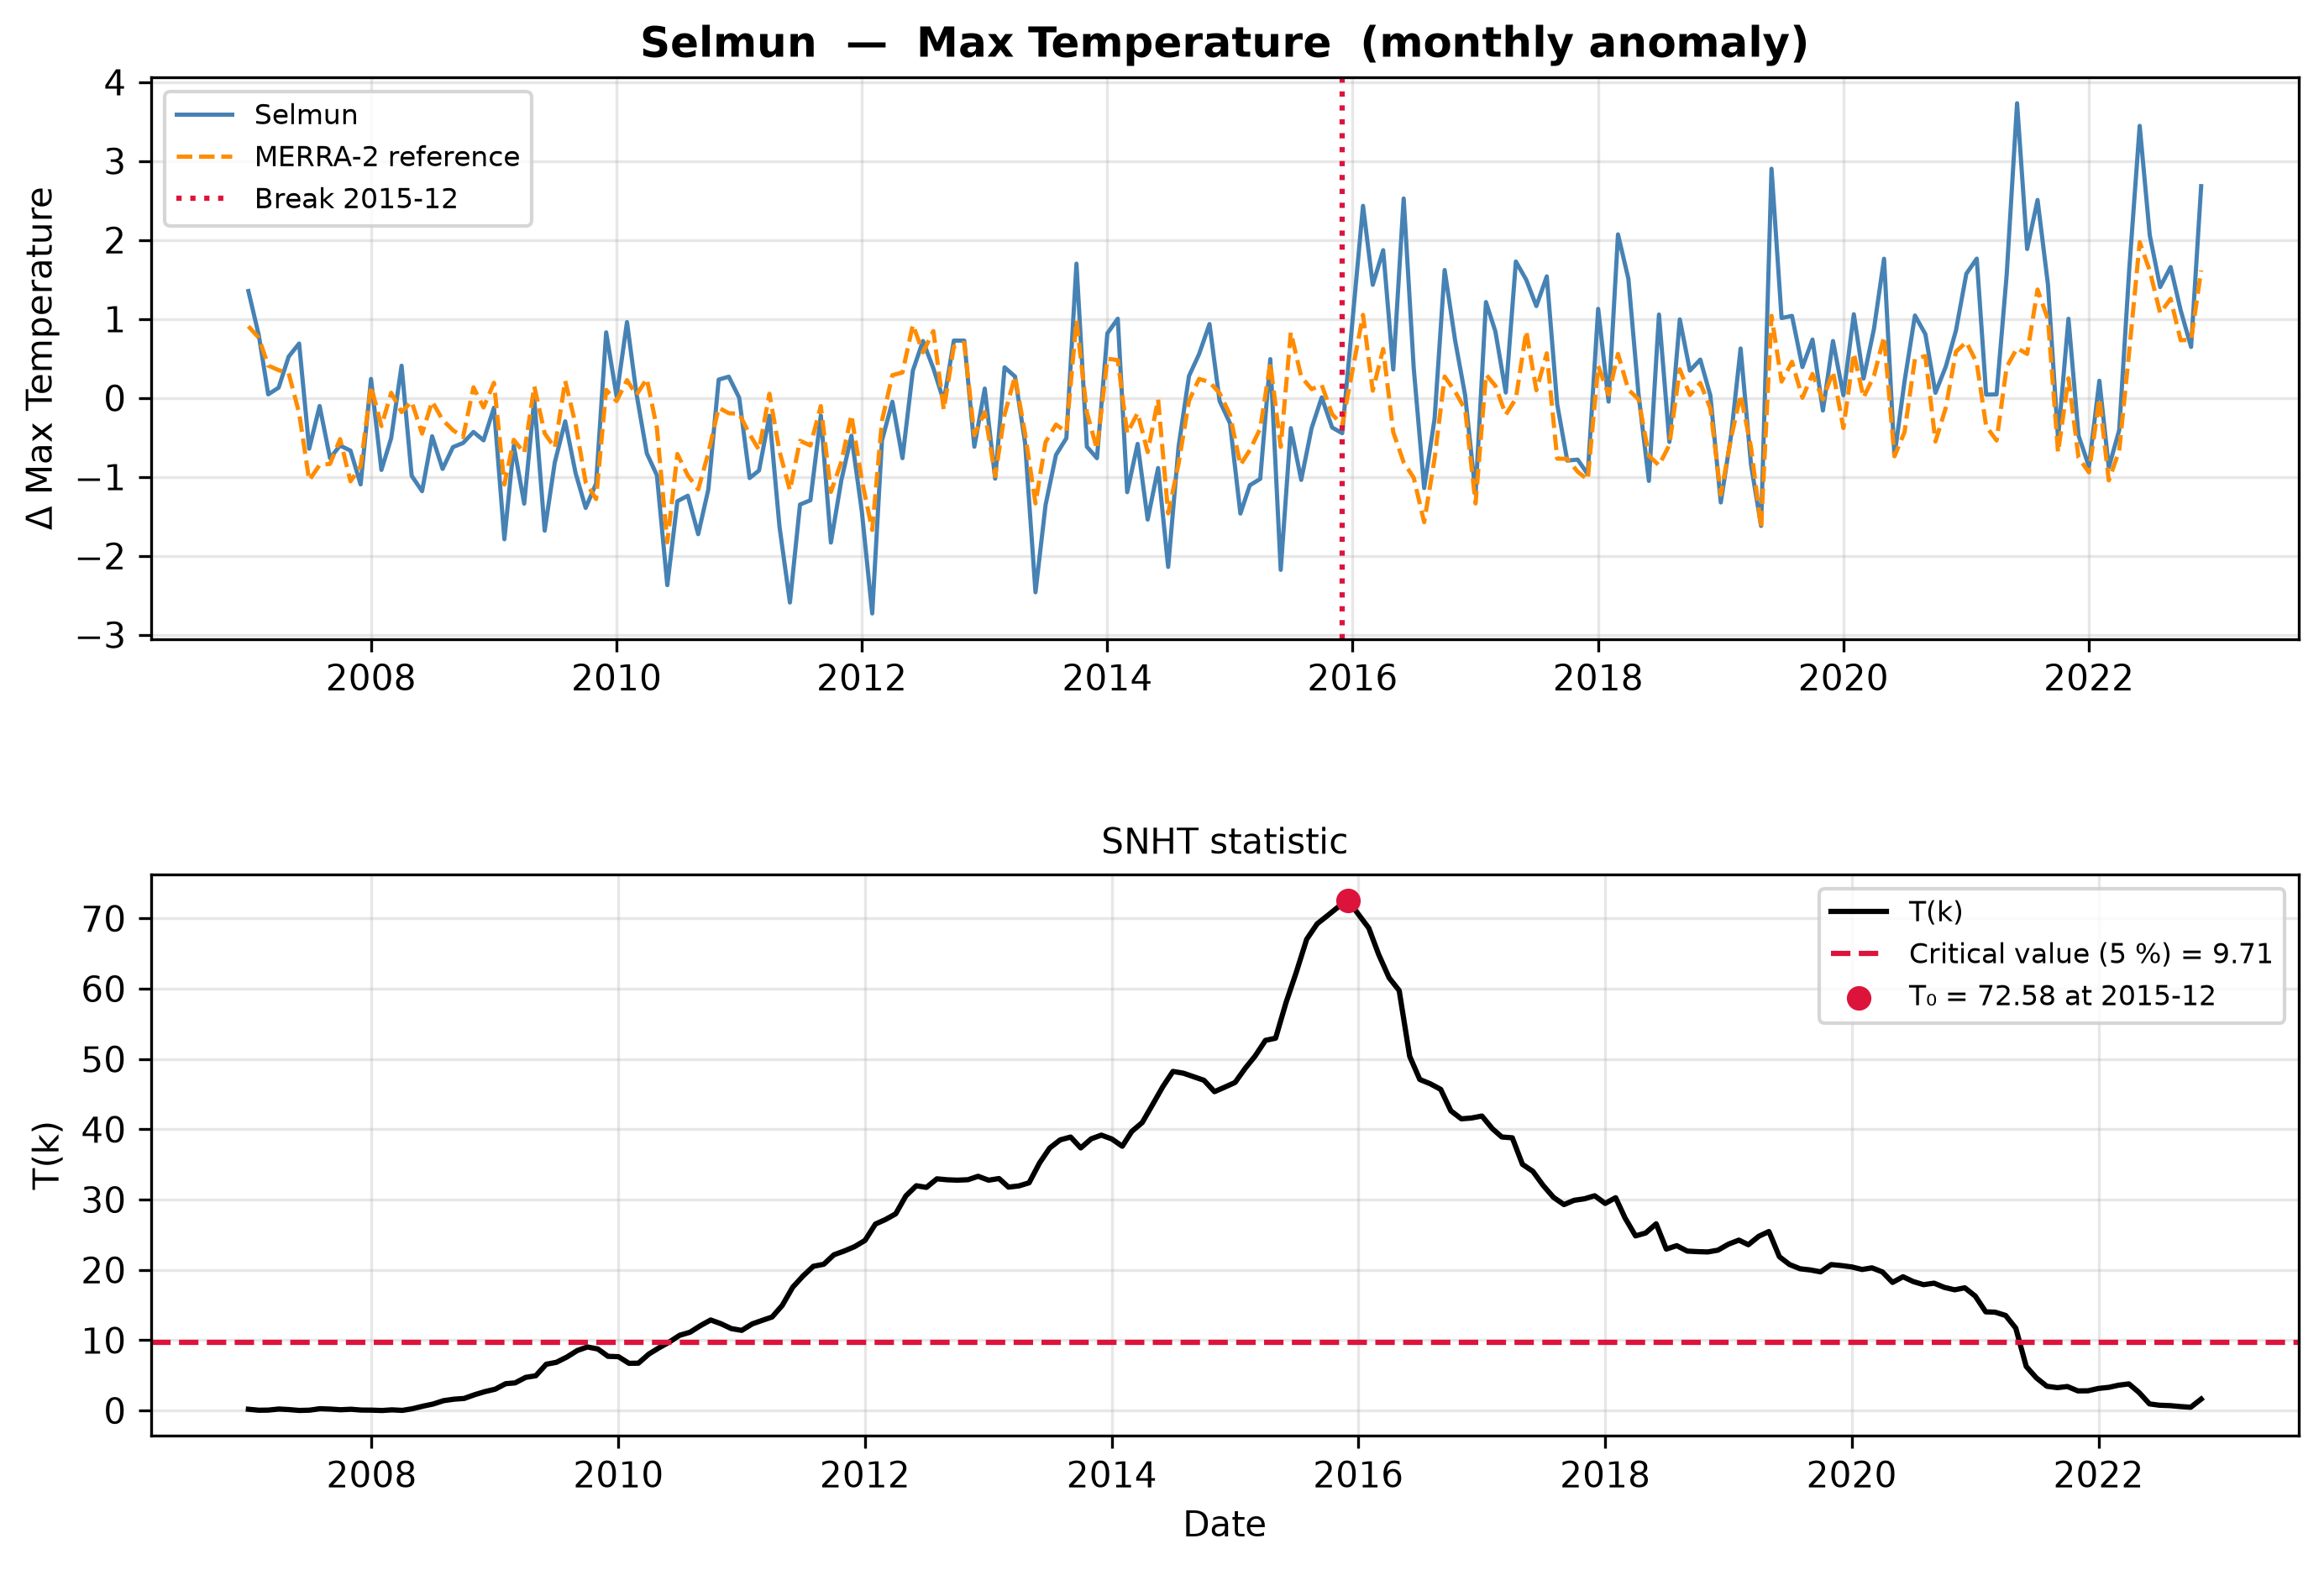 Selmun — Max Temperature (monthly anomaly)
Δ Max Temperature
4
3
2
1
0
−1
−2
−3
Selmun
MERRA-2 reference
Break 2015-12
2008 2010 2012 2014 2016 2018 2020 2022
SNHT statistic
T(k)
70
60
50
40
30
20
10
0
T(k)
Critical value (5 %) = 9.71
T₀ = 72.58 at 2015-12
2008 2010 2012 2014 2016 2018 2020 2022
Date